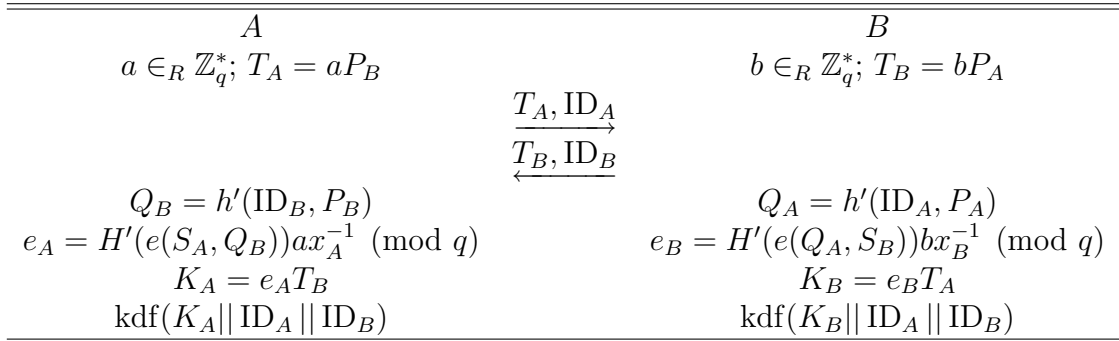 A B
a ∈_R ℤ_q^*; T_A = aP_B b ∈_R ℤ_q^*; T_B = bP_A
T_A, ID_A
T_B, ID_B
Q_B = h′(ID_B, P_B) Q_A = h′(ID_A, P_A)
e_A = H′(e(S_A, Q_B))ax_A^{-1} (mod q) e_B = H′(e(Q_A, S_B))bx_B^{-1} (mod q)
K_A = e_A T_B K_B = e_B T_A
kdf(K_A|| ID_A || ID_B) kdf(K_B|| ID_A || ID_B)